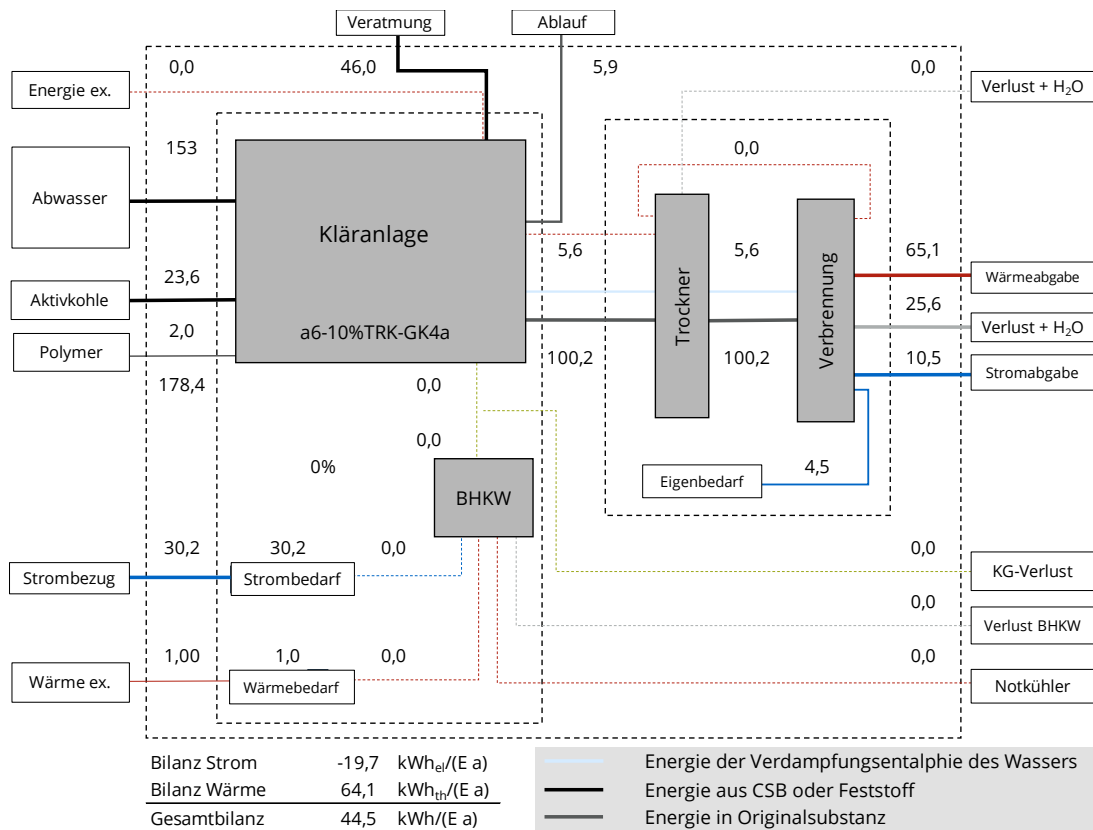 Veratmung
Ablauf
0,0
46,0
5,9
0,0
Energie ex.
Verlust + H₂O
153
0,0
Abwasser
Kläranlage
5,6
5,6
65,1
23,6
Trockner
Verbrennung
Wärmeabgabe
Aktivkohle
25,6
2,0
a6-10%TRK-GK4a
Verlust + H₂O
Polymer
100,2
100,2
10,5
178,4
0,0
Stromabgabe
0,0
0%
4,5
Eigenbedarf
BHKW
30,2
30,2
0,0
0,0
Strombezug
Strombedarf
KG-Verlust
0,0
Verlust BHKW
1,00
1,0
0,0
0,0
Wärme ex.
Wärmebedarf
Notkühler
Bilanz Strom -19,7 kWhₑₗ/(E a)
Bilanz Wärme 64,1 kWhₜₕ/(E a)
Gesamtbilanz 44,5 kWh/(E a)
Energie der Verdampfungsentalphie des Wassers
Energie aus CSB oder Feststoff
Energie in Originalsubstanz